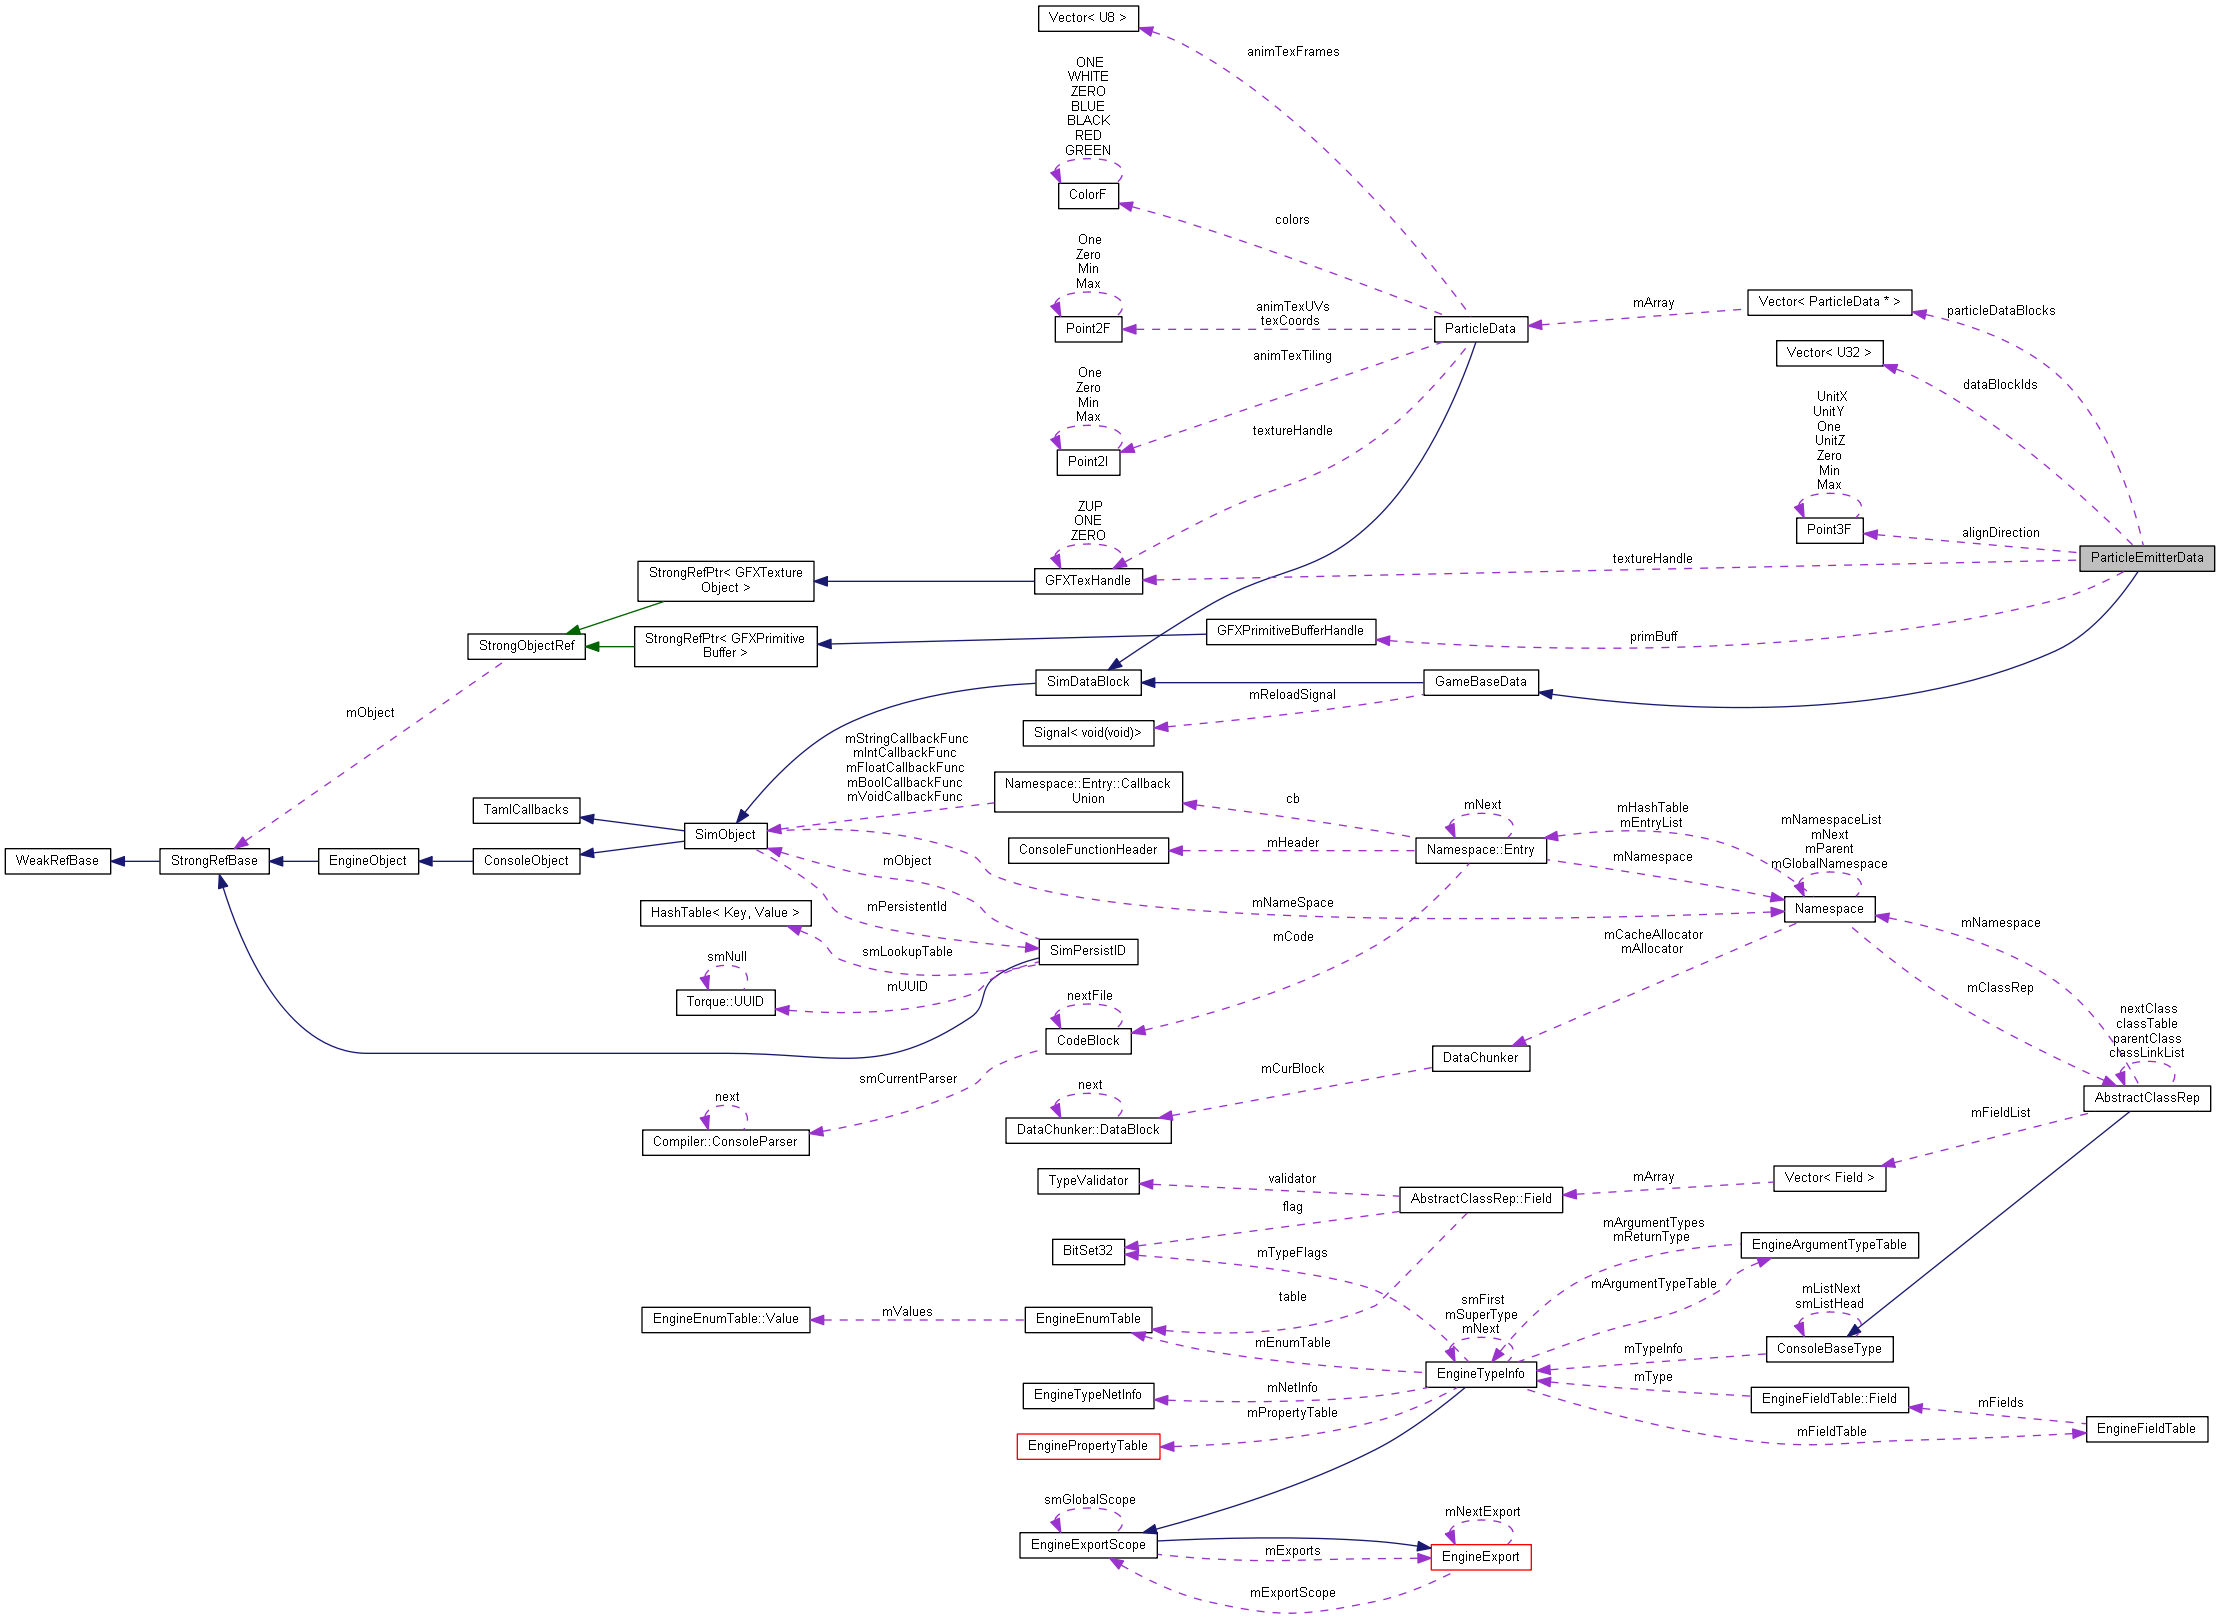 Vector< U8 >
animTexFrames
ONE
WHITE
ZERO
BLUE
BLACK
RED
GREEN
ColorF
colors
One
Zero
Min
Max
Point2F
animTexUVs
texCoords
ParticleData
mArray
Vector< ParticleData * >
particleDataBlocks
Vector< U32 >
dataBlockIds
animTexTiling
One
Zero
Min
Max
Point2I
textureHandle
UnitX
UnitY
One
UnitZ
Zero
Min
Max
Point3F
alignDirection
ParticleEmitterData
ZUP
ONE
ZERO
GFXTexHandle
textureHandle
StrongRefPtr< GFXTexture
Object >
StrongObjectRef
StrongRefPtr< GFXPrimitive
Buffer >
GFXPrimitiveBufferHandle
primBuff
SimDataBlock
mReloadSignal
GameBaseData
Signal< void(void)>
mObject
mStringCallbackFunc
mIntCallbackFunc
mFloatCallbackFunc
mBoolCallbackFunc
mVoidCallbackFunc
Namespace::Entry::Callback
Union
cb
mNext
mHashTable
mEntryList
mNamespaceList
mNext
mParent
mGlobalNamespace
TamlCallbacks
SimObject
ConsoleFunctionHeader
mHeader
Namespace::Entry
mNamespace
WeakRefBase
StrongRefBase
EngineObject
ConsoleObject
mObject
mPersistentId
mNameSpace
Namespace
HashTable< Key, Value >
smLookupTable
SimPersistID
mCode
mCacheAllocator
mAllocator
mNamespace
smNull
Torque::UUID
mUUID
nextFile
CodeBlock
mClassRep
DataChunker
nextClass
classTable
parentClass
classLinkList
AbstractClassRep
smCurrentParser
mCurBlock
next
Compiler::ConsoleParser
next
DataChunker::DataBlock
mFieldList
TypeValidator
validator
AbstractClassRep::Field
mArray
Vector< Field >
flag
BitSet32
mTypeFlags
mArgumentTypes
mReturnType
EngineArgumentTypeTable
mArgumentTypeTable
EngineEnumTable::Value
mValues
EngineEnumTable
table
mEnumTable
smFirst
mSuperType
mNext
EngineTypeInfo
mListNext
smListHead
ConsoleBaseType
mTypeInfo
mType
EngineTypeNetInfo
mNetInfo
EngineFieldTable::Field
mFields
EngineFieldTable
mPropertyTable
EnginePropertyTable
mFieldTable
smGlobalScope
EngineExportScope
mExports
mNextExport
EngineExport
mExportScope